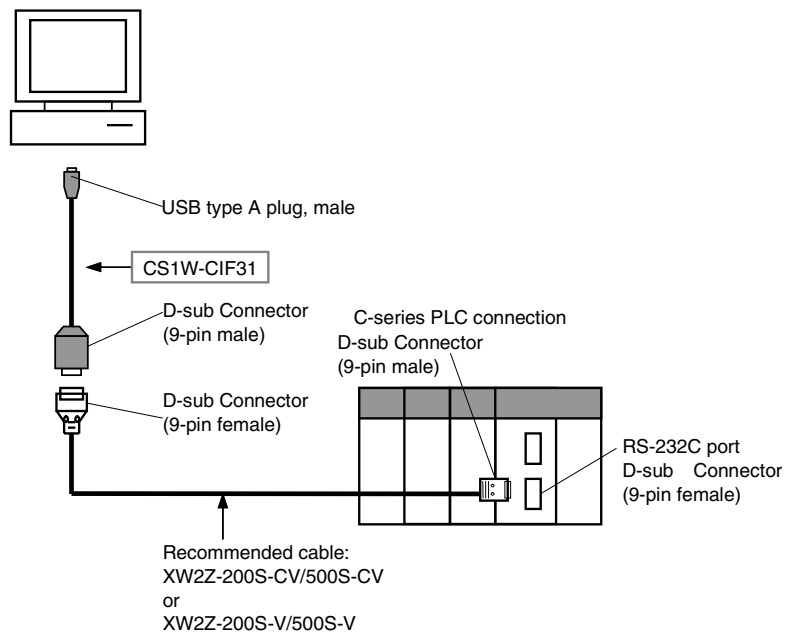 USB type A plug, male
CS1W-CIF31
D-sub Connector
(9-pin male)
C-series PLC connection
D-sub Connector
(9-pin male)
D-sub Connector
(9-pin female)
RS-232C port
D-sub Connector
(9-pin female)
Recommended cable:
XW2Z-200S-CV/500S-CV
or
XW2Z-200S-V/500S-V